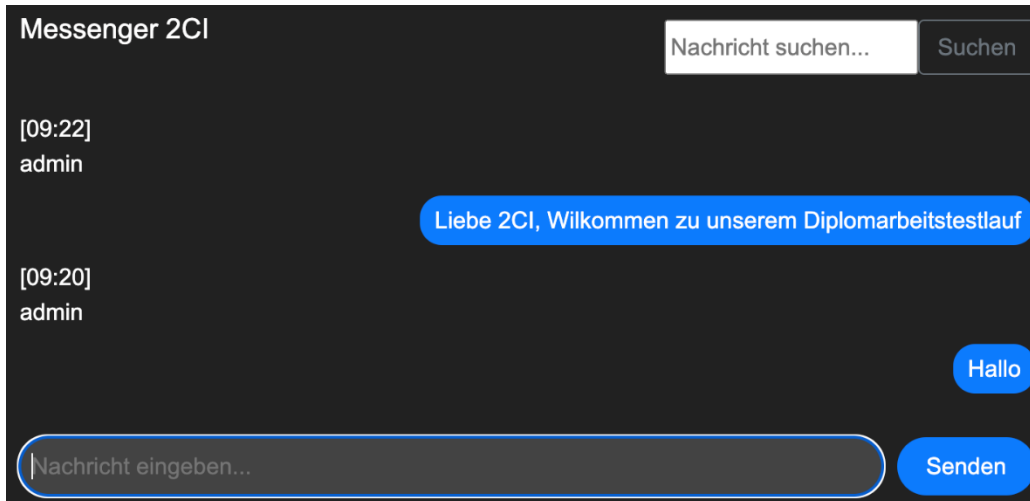 Messenger 2CI
Nachricht suchen...
Suchen
[09:22]
admin
Liebe 2CI, Wilkommen zu unserem Diplomarbeitstestlauf
[09:20]
admin
Hallo
Nachricht eingeben...
Senden